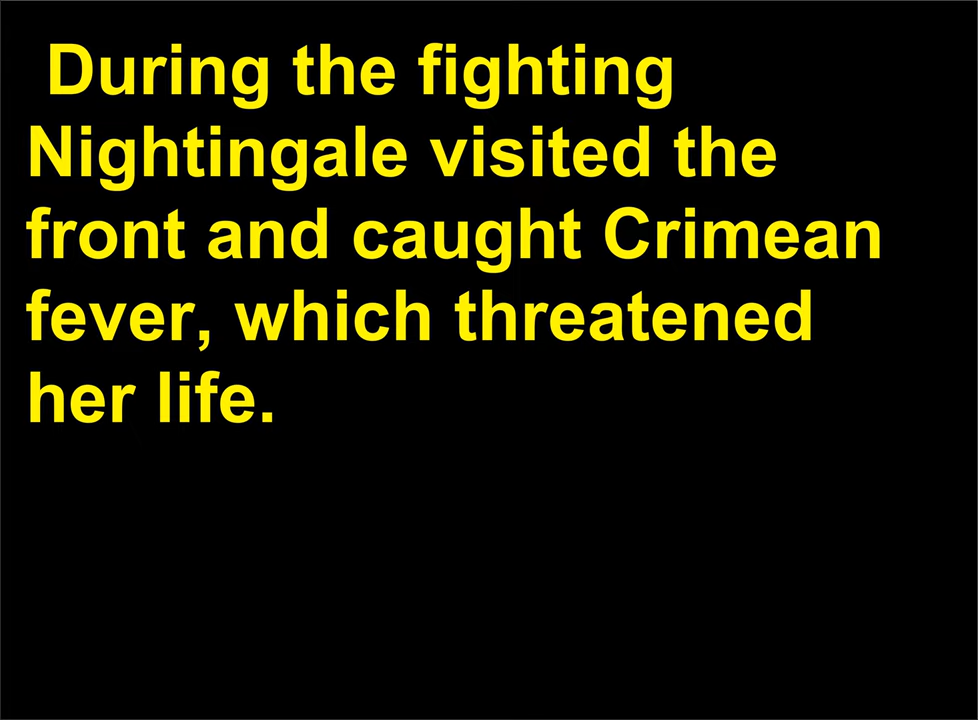 During the fighting
Nightingale visited the
front and caught Crimean
fever, which threatened
her life.